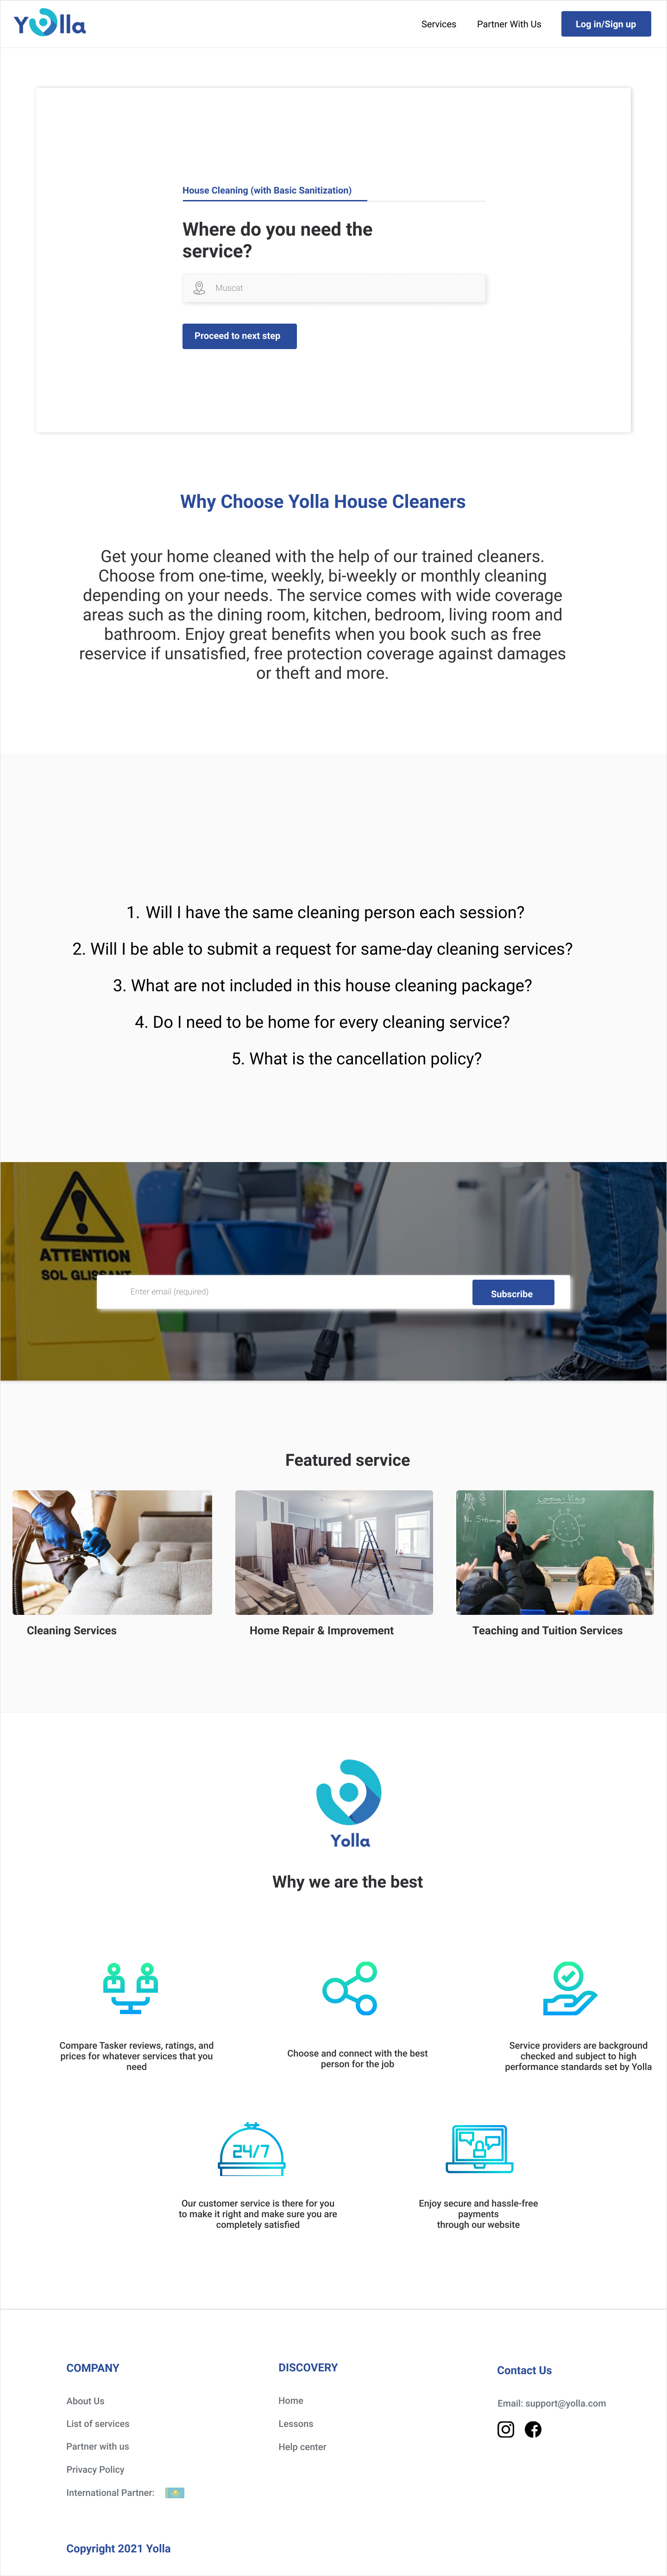 Yolla
Services
Partner With Us
Log in/Sign up
House Cleaning (with Basic Sanitization)
Where do you need the
service?
Muscat
Proceed to next step
Why Choose Yolla House Cleaners
Get your home cleaned with the help of our trained cleaners.
Choose from one-time, weekly, bi-weekly or monthly cleaning
depending on your needs. The service comes with wide coverage
areas such as the dining room, kitchen, bedroom, living room and
bathroom. Enjoy great benefits when you book such as free
reservice if unsatisfied, free protection coverage against damages
or theft and more.
1. Will I have the same cleaning person each session?
2. Will I be able to submit a request for same-day cleaning services?
3. What are not included in this house cleaning package?
4. Do I need to be home for every cleaning service?
5. What is the cancellation policy?
ATTENTION
SOL GLISSANT
Enter email (required)
Subscribe
Featured service
Cleaning Services
Home Repair & Improvement
Teaching and Tuition Services
Yolla
Why we are the best
Compare Tasker reviews, ratings, and
prices for whatever services that you
need
Choose and connect with the best
person for the job
Service providers are background
checked and subject to high
performance standards set by Yolla
24/7
Our customer service is there for you
to make it right and make sure you are
completely satisfied
Enjoy secure and hassle-free
payments
through our website
COMPANY
About Us
List of services
Partner with us
Privacy Policy
International Partner:
DISCOVERY
Home
Lessons
Help center
Contact Us
Email: support@yolla.com
Copyright 2021 Yolla